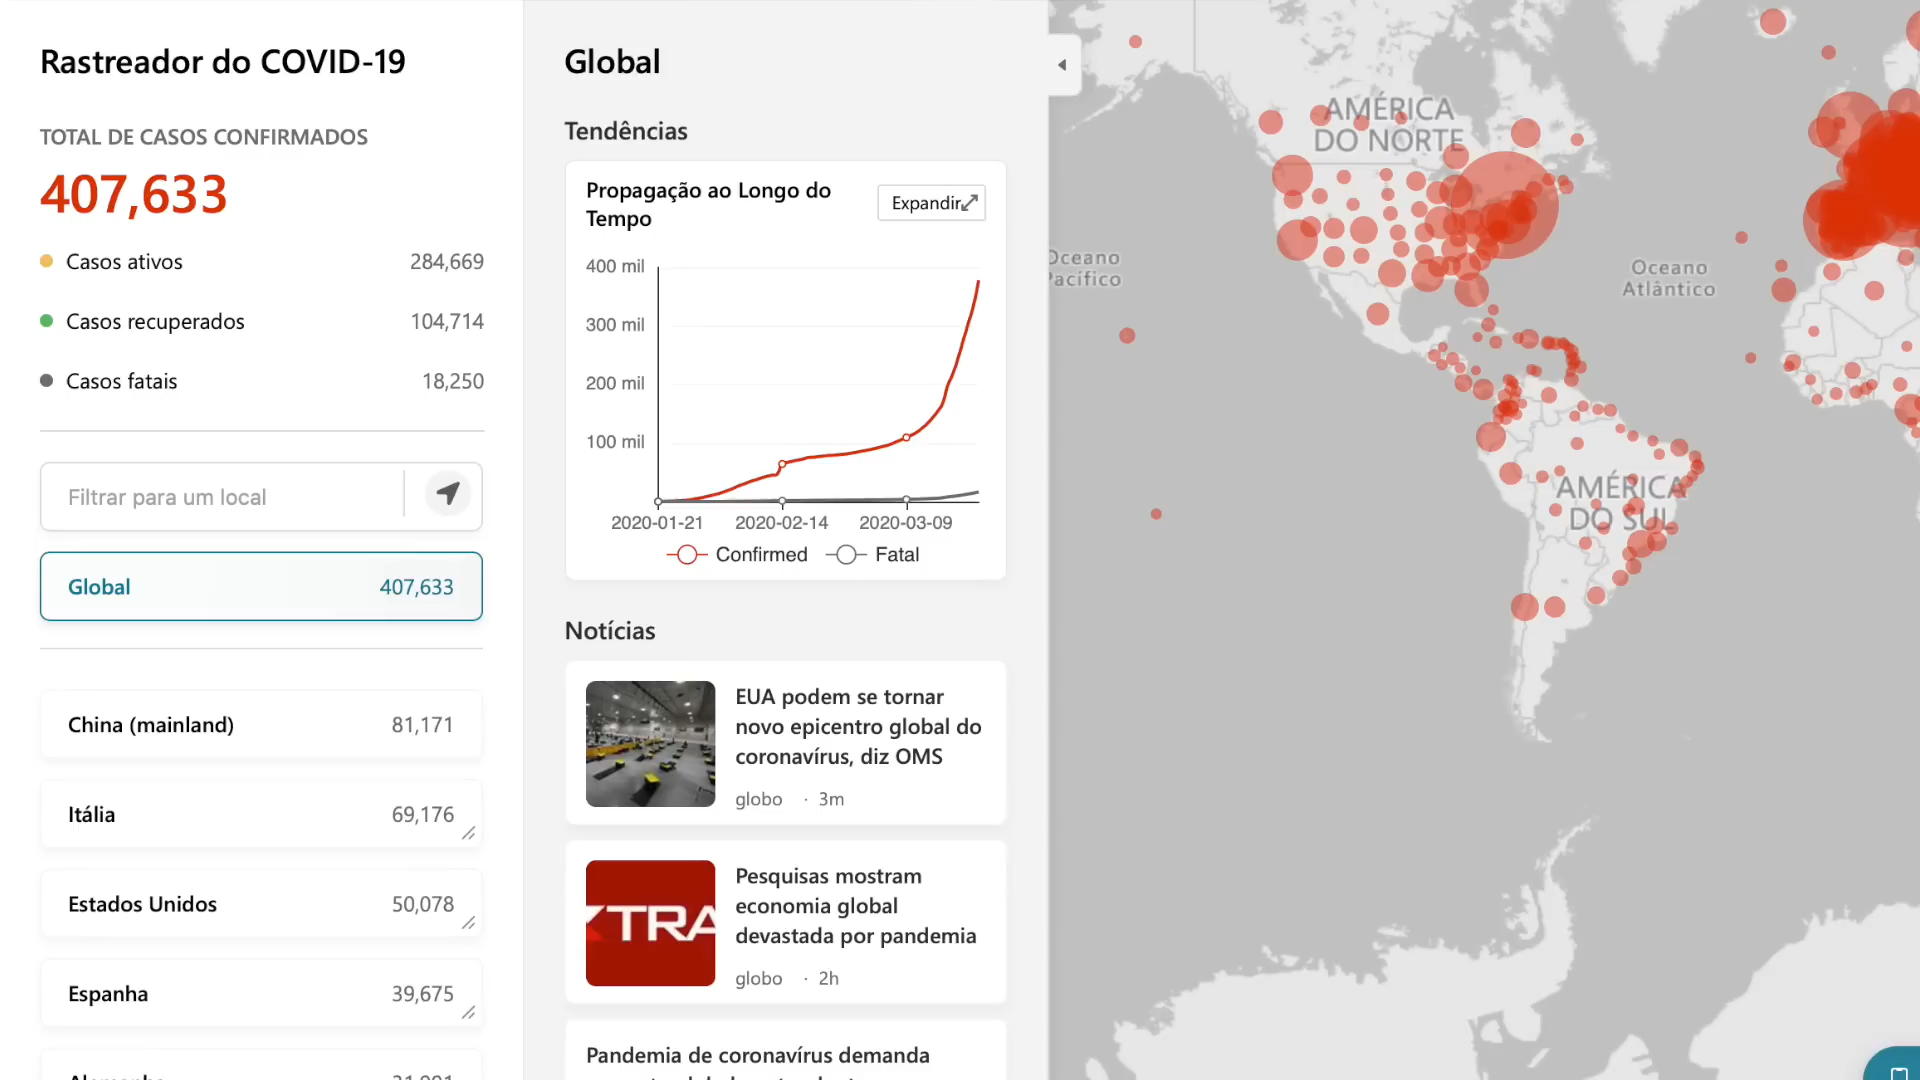 Rastreador do COVID-19
TOTAL DE CASOS CONFIRMADOS
407,633
Casos ativos 284,669
Casos recuperados 104,714
Casos fatais 18,250
Filtrar para um local
Global 407,633
China (mainland) 81,171
Itália 69,176
Estados Unidos 50,078
Espanha 39,675
Global
Tendências
Propagação ao Longo do
Tempo
Expandir
400 mil
300 mil
200 mil
100 mil
2020-01-21 2020-02-14 2020-03-09
Confirmed Fatal
Notícias
EUA podem se tornar
novo epicentro global do
coronavírus, diz OMS
globo · 3m
XTRA
Pesquisas mostram
economia global
devastada por pandemia
globo · 2h
Pandemia de coronavírus demanda
AMÉRICA
DO NORTE
Oceano
Pacífico
Oceano
Atlântico
AMÉRICA
DO SUL